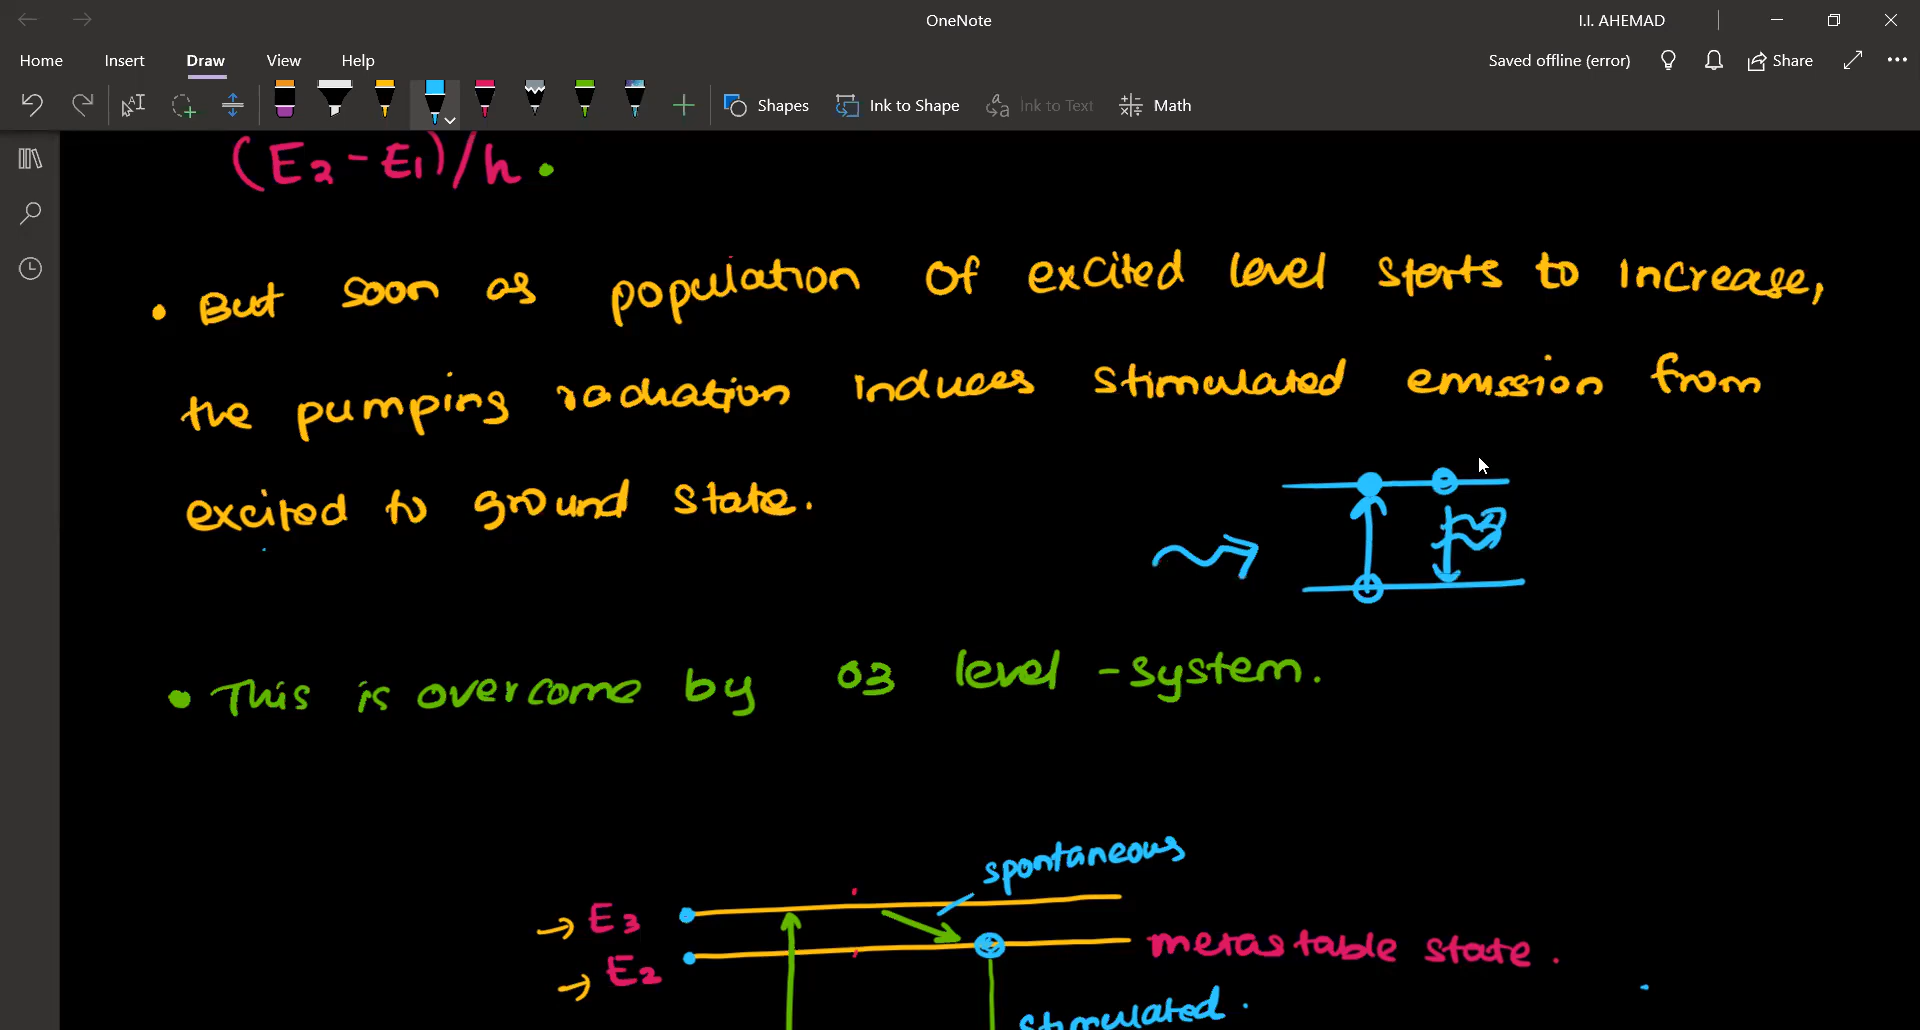 OneNote
I.I. AHEMAD
Home Insert Draw View Help
Saved offline (error) Share
Shapes Ink to Shape Ink to Text Math
(E2-E1)/h.
• But soon as population of excited level starts to increase,
the pumping radiation induces stimulated emission from
excited to ground state.
• This is overcome by 03 level-system.
spontaneous
→ E3
metastable state.
→ E2
stimulated.